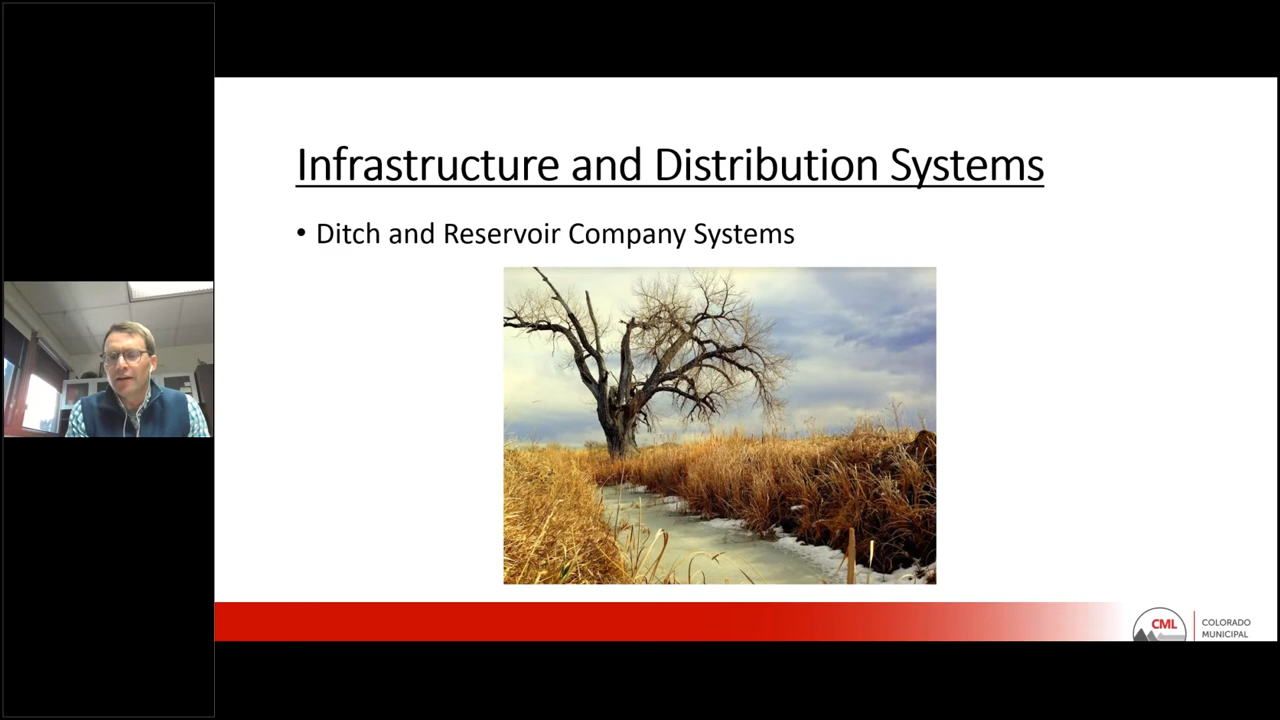 Infrastructure and Distribution Systems
• Ditch and Reservoir Company Systems
CML
COLORADO
MUNICIPAL